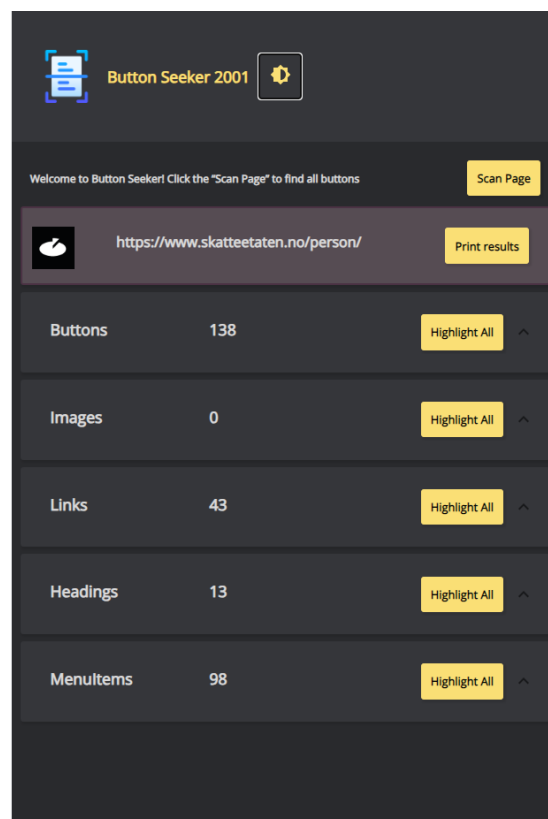 Button Seeker 2001
Welcome to Button Seeker! Click the "Scan Page" to find all buttons
Scan Page
https://www.skatteetaten.no/person/
Print results
Buttons 138 Highlight All
Images 0 Highlight All
Links 43 Highlight All
Headings 13 Highlight All
MenuItems 98 Highlight All